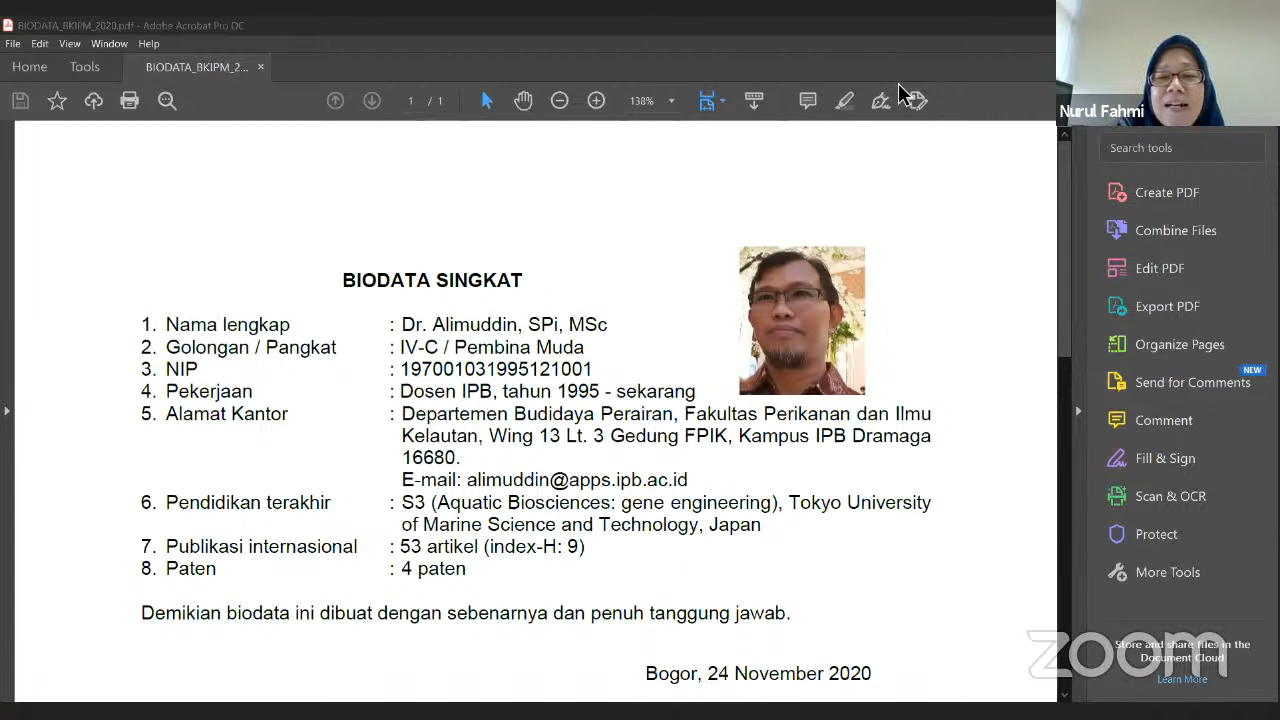 BIODATA_BKIPM_2020.pdf - Adobe Acrobat Pro DC
File Edit View Window Help
Home Tools BIODATA_BKIPM_2... ×
1 / 1 138%
Nurul Fahmi
Search tools
Create PDF
Combine Files
Edit PDF
Export PDF
Organize Pages
NEW
Send for Comments
Comment
Fill & Sign
Scan & OCR
Protect
More Tools
Store and share files in the
Document Cloud
Learn More
zoom
BIODATA SINGKAT
1. Nama lengkap : Dr. Alimuddin, SPi, MSc
2. Golongan / Pangkat : IV-C / Pembina Muda
3. NIP : 197001031995121001
4. Pekerjaan : Dosen IPB, tahun 1995 - sekarang
5. Alamat Kantor : Departemen Budidaya Perairan, Fakultas Perikanan dan Ilmu
Kelautan, Wing 13 Lt. 3 Gedung FPIK, Kampus IPB Dramaga
16680.
E-mail: alimuddin@apps.ipb.ac.id
6. Pendidikan terakhir : S3 (Aquatic Biosciences: gene engineering), Tokyo University
of Marine Science and Technology, Japan
7. Publikasi internasional : 53 artikel (index-H: 9)
8. Paten : 4 paten
Demikian biodata ini dibuat dengan sebenarnya dan penuh tanggung jawab.
Bogor, 24 November 2020